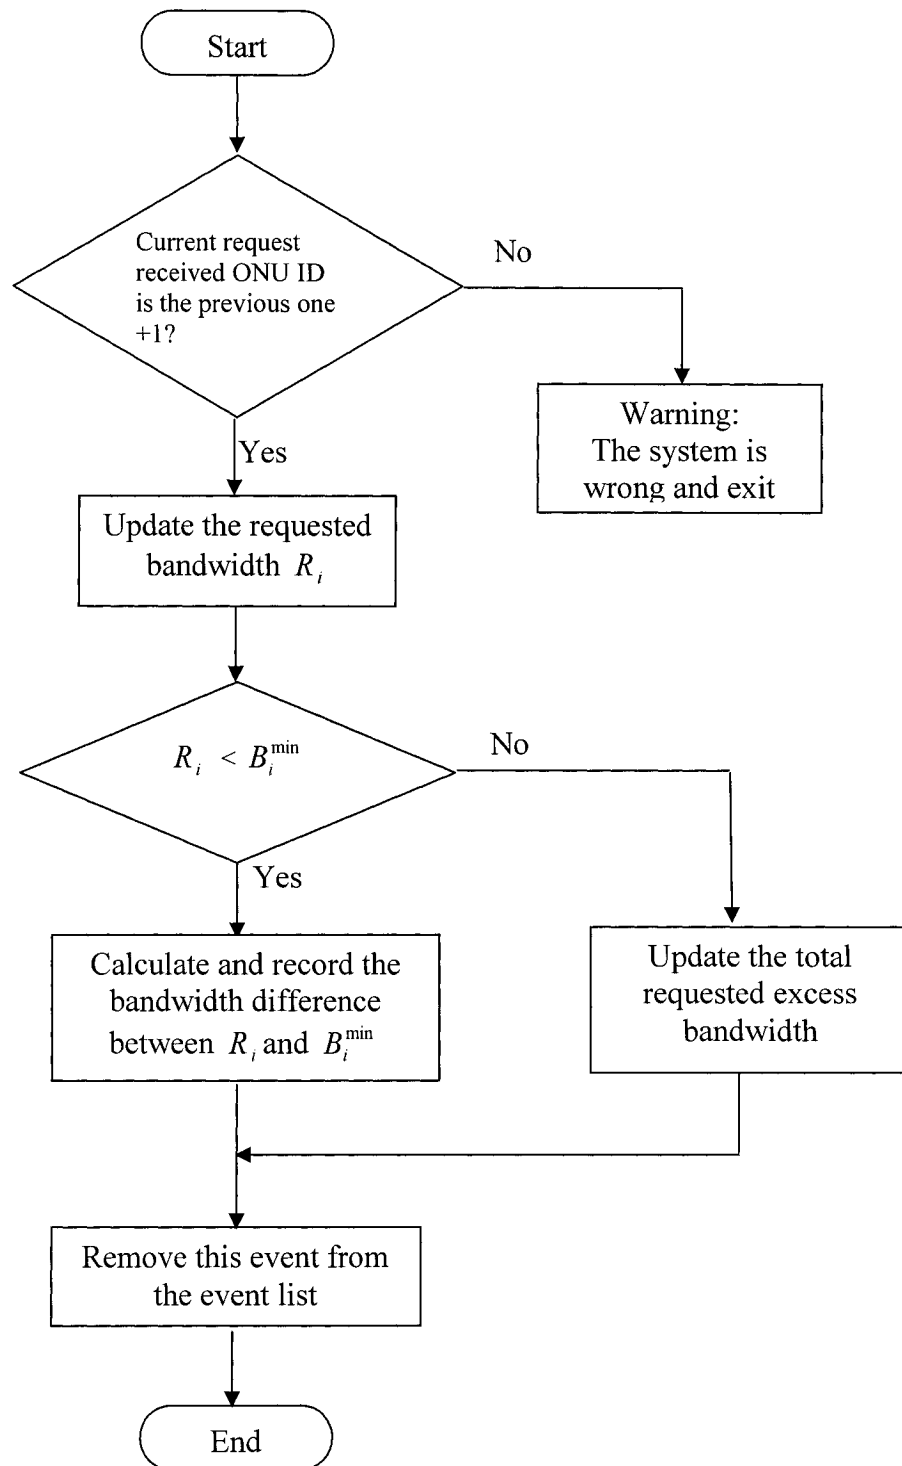 Start
Current request
received ONU ID
is the previous one
+1?
No
Warning:
The system is
wrong and exit
Yes
Update the requested
bandwidth R_i
R_i < B_i^min
No
Yes
Calculate and record the
bandwidth difference
between R_i and B_i^min
Update the total
requested excess
bandwidth
Remove this event from
the event list
End